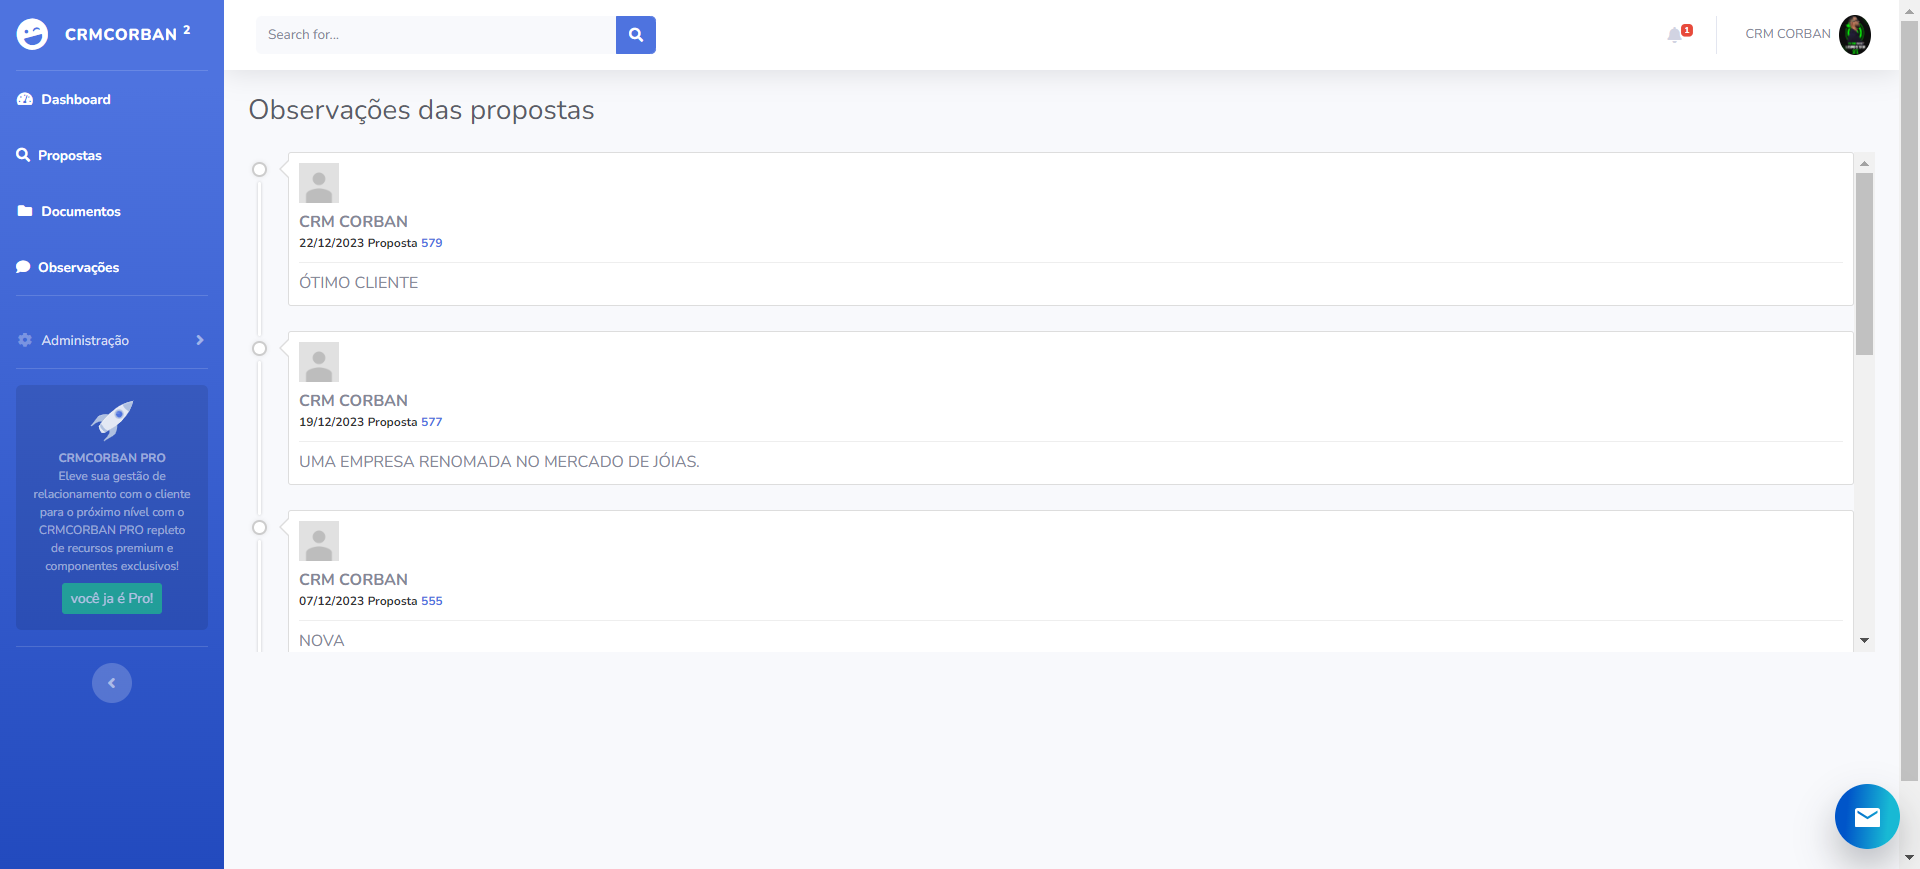 CRMCORBAN 2
Dashboard
Propostas
Documentos
Observações
Administração
CRMCORBAN PRO
Eleve sua gestão de
relacionamento com o cliente
para o próximo nível com o
CRMCORBAN PRO repleto
de recursos premium e
componentes exclusivos!
você ja é Pro!
Search for...
1
CRM CORBAN
Observações das propostas
CRM CORBAN
22/12/2023 Proposta 579
ÓTIMO CLIENTE
CRM CORBAN
19/12/2023 Proposta 577
UMA EMPRESA RENOMADA NO MERCADO DE JÓIAS.
CRM CORBAN
07/12/2023 Proposta 555
NOVA